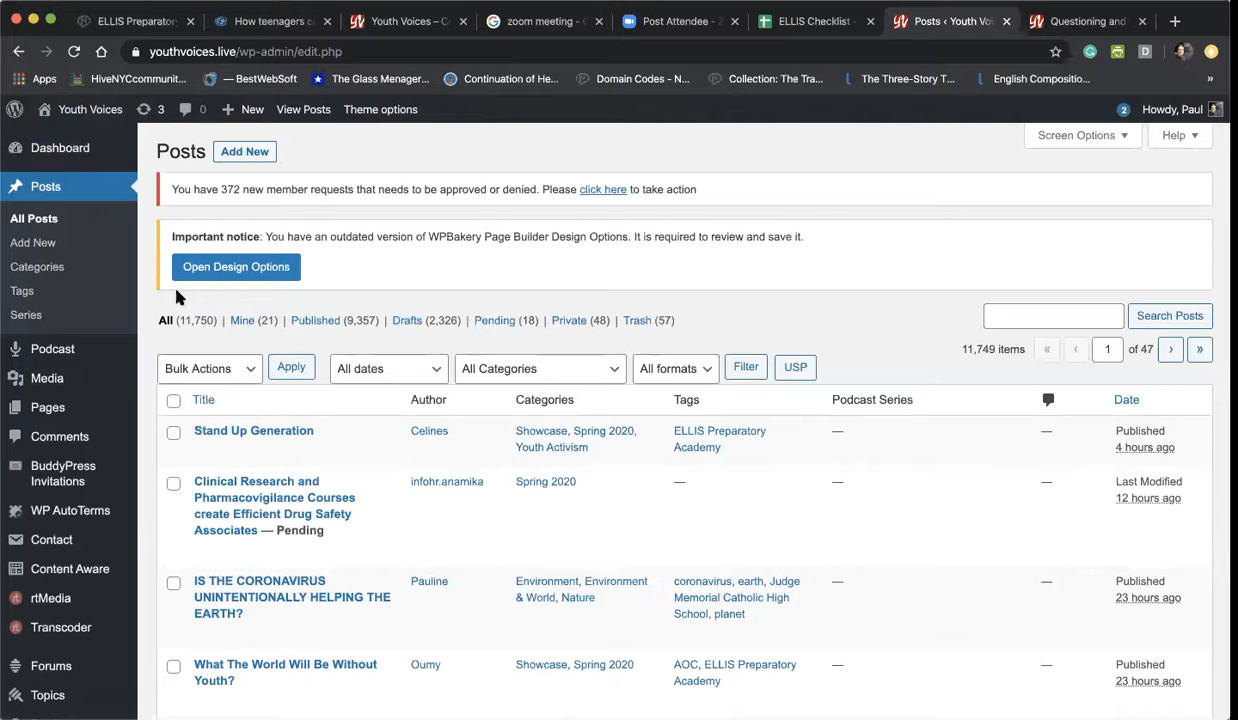 ELLIS Preparatory
How teenagers c
Youth Voices – C
zoom meeting -
Post Attendee - Z
ELLIS Checklist -
Posts ‹ Youth Voi
Questioning and
youthvoices.live/wp-admin/edit.php
Apps
HiveNYCcommunit...
— BestWebSoft
The Glass Menager...
Continuation of He...
Domain Codes - N...
Collection: The Tra...
The Three-Story T...
English Compositio...
»
Youth Voices
3
0
New
View Posts
Theme options
2
Howdy, Paul
Dashboard
Posts
All Posts
Add New
Categories
Tags
Series
Podcast
Media
Pages
Comments
BuddyPress
Invitations
WP AutoTerms
Contact
Content Aware
rtMedia
Transcoder
Forums
Topics
Posts
Add New
Screen Options
Help
You have 372 new member requests that needs to be approved or denied. Please click here to take action
Important notice: You have an outdated version of WPBakery Page Builder Design Options. It is required to review and save it.
Open Design Options
All (11,750) | Mine (21) | Published (9,357) | Drafts (2,326) | Pending (18) | Private (48) | Trash (57)
Search Posts
11,749 items « ‹ 1 of 47 › »
Bulk Actions
Apply
All dates
All Categories
All formats
Filter
USP
Title
Author
Categories
Tags
Podcast Series
Date
Stand Up Generation
Celines
Showcase, Spring 2020,
Youth Activism
ELLIS Preparatory
Academy
—
—
Published
4 hours ago
Clinical Research and
Pharmacovigilance Courses
create Efficient Drug Safety
Associates — Pending
infohr.anamika
Spring 2020
—
—
—
Last Modified
12 hours ago
IS THE CORONAVIRUS
UNINTENTIONALLY HELPING THE
EARTH?
Pauline
Environment, Environment
& World, Nature
coronavirus, earth, Judge
Memorial Catholic High
School, planet
—
—
Published
23 hours ago
What The World Will Be Without
Youth?
Oumy
Showcase, Spring 2020
AOC, ELLIS Preparatory
Academy
—
—
Published
23 hours ago